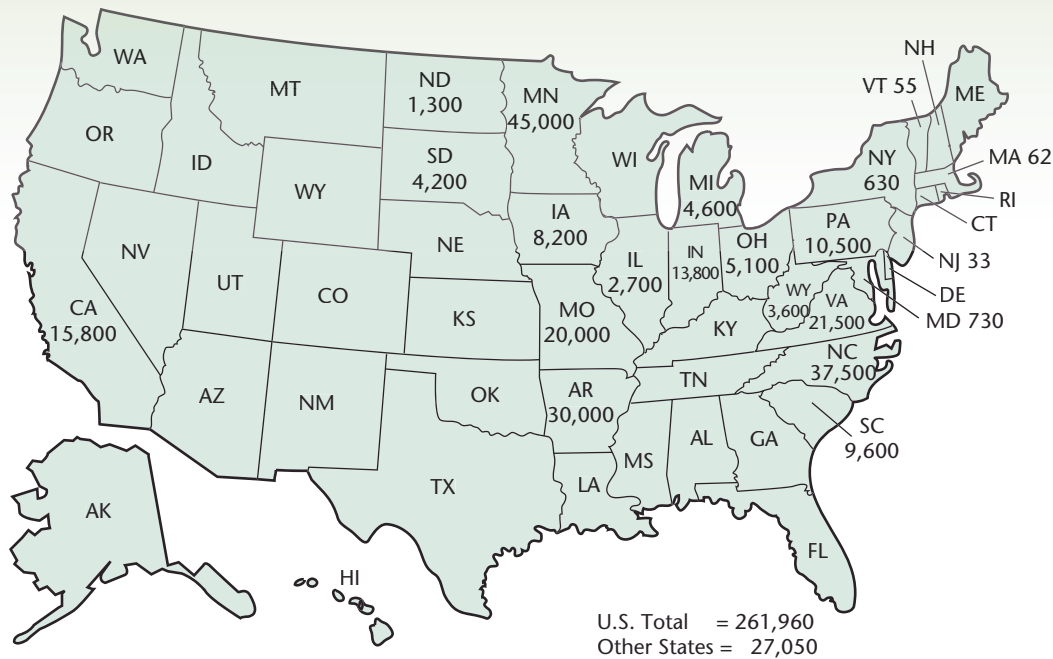 NH
WA
VT 55
ME
MT
ND
1,300
MN
45,000
OR
MA 62
NY
630
WI
SD
4,200
ID
MI
4,600
RI
WY
IA
8,200
PA
10,500
CT
NE
OH
5,100
NV
IN
13,800
IL
2,700
NJ 33
UT
CO
WY
3,600
DE
VA
21,500
MD 730
CA
15,800
MO
20,000
KS
KY
NC
37,500
TN
AZ
NM
OK
AR
30,000
SC
9,600
AL
GA
MS
LA
TX
AK
FL
HI
U.S. Total = 261,960
Other States = 27,050